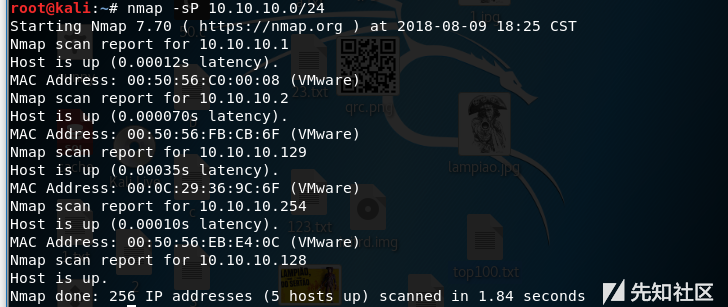 root@kali:~# nmap -sP 10.10.10.0/24
Starting Nmap 7.70 ( https://nmap.org ) at 2018-08-09 18:25 CST
Nmap scan report for 10.10.10.1
Host is up (0.00012s latency).
MAC Address: 00:50:56:C0:00:08 (VMware)
Nmap scan report for 10.10.10.2
Host is up (0.000070s latency).
MAC Address: 00:50:56:FB:CB:6F (VMware)
Nmap scan report for 10.10.10.129
Host is up (0.00035s latency).
MAC Address: 00:0C:29:36:9C:6F (VMware)
Nmap scan report for 10.10.10.254
Host is up (0.00010s latency).
MAC Address: 00:50:56:EB:E4:0C (VMware)
Nmap scan report for 10.10.10.128
Host is up.
Nmap done: 256 IP addresses (5 hosts up) scanned in 1.84 seconds
qrc.png
lampiao.jpg
123.txt
top100.txt
先知社区